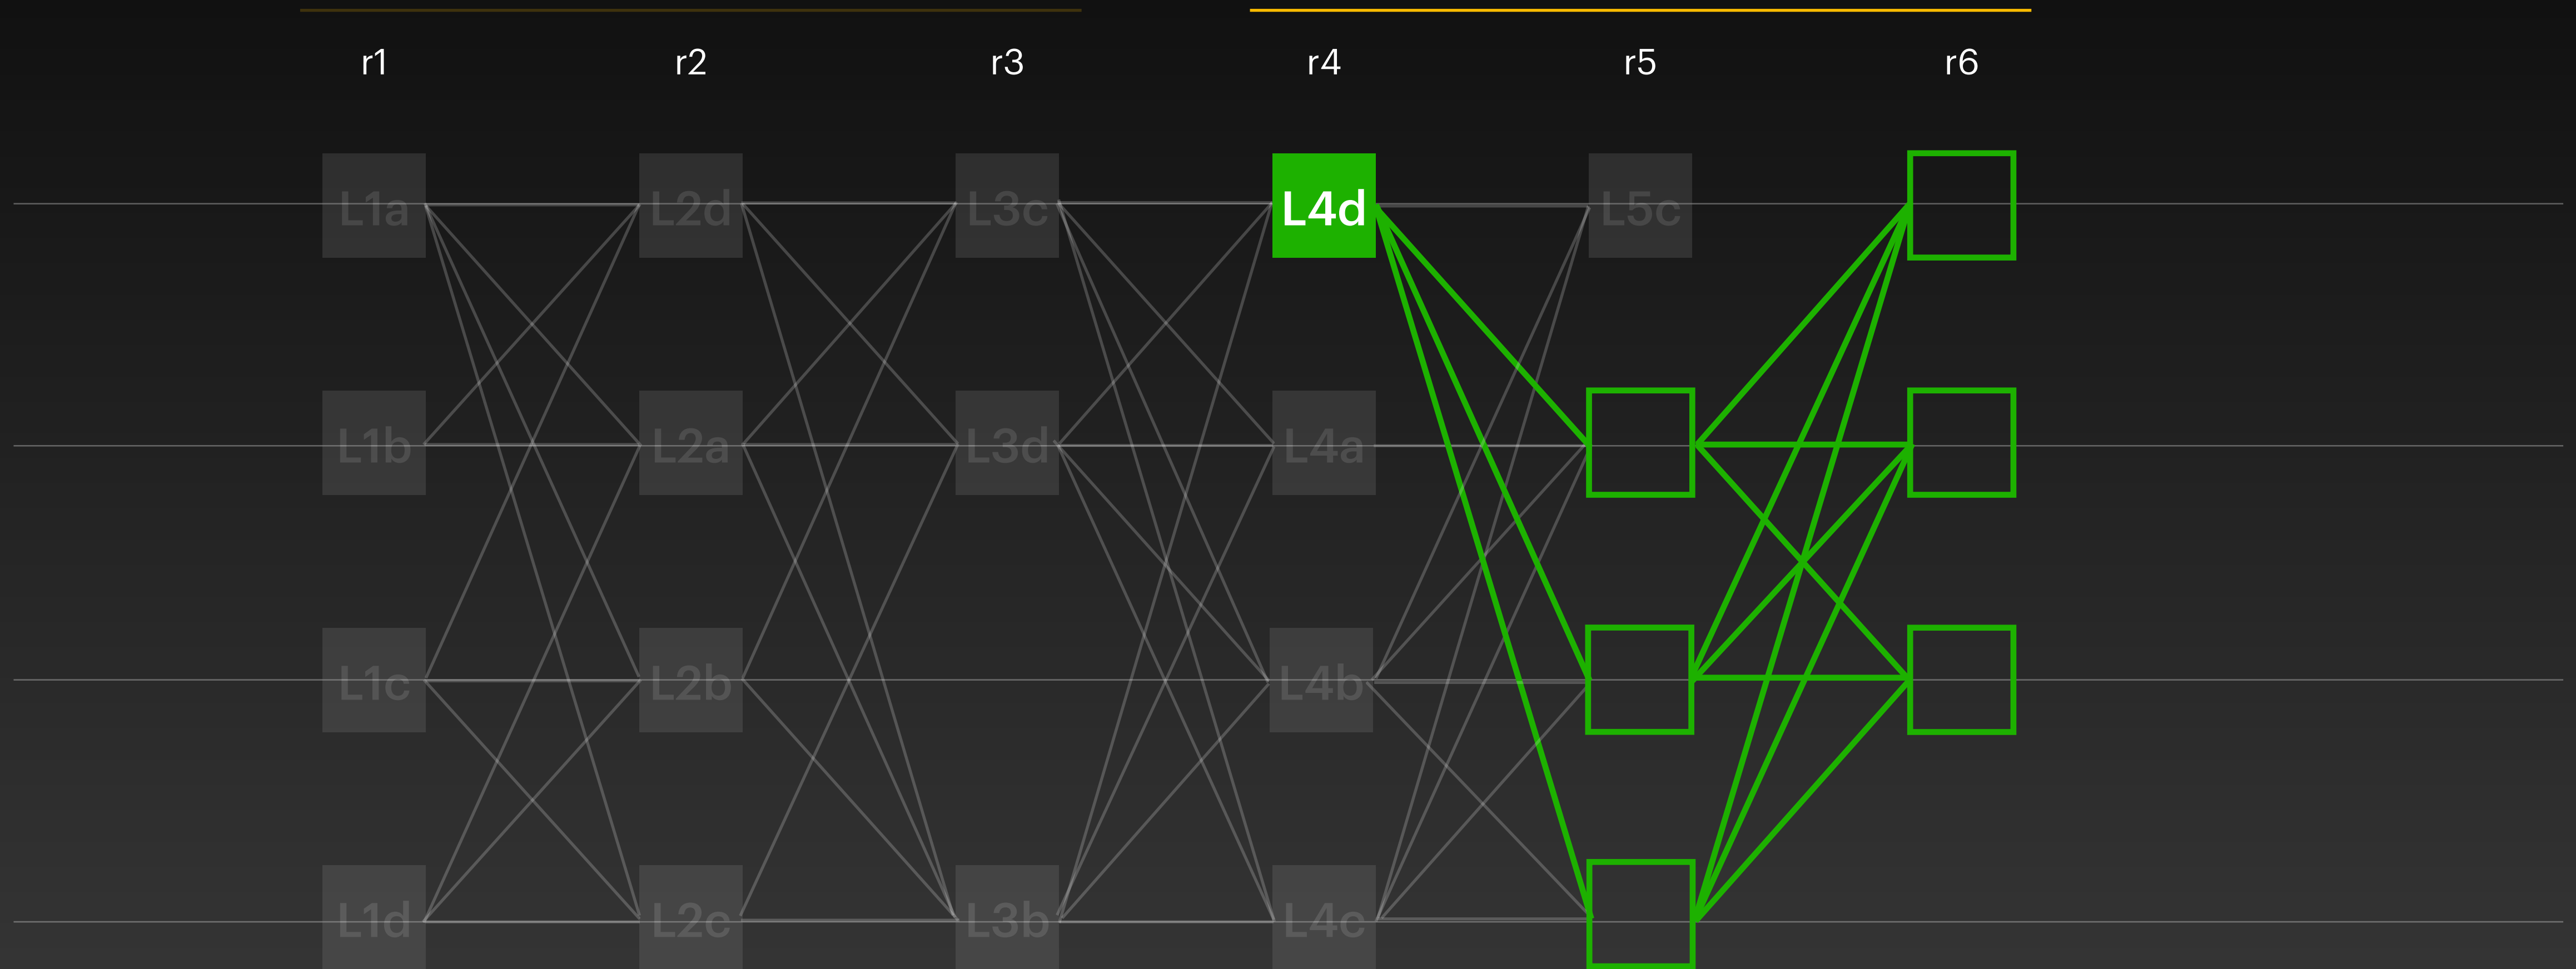 r1 r2 r3 r4 r5 r6
L1a L2d L3c L4d L5c
L1b L2a L3d L4a
L1c L2b L4b
L1d L2c L3b L4c